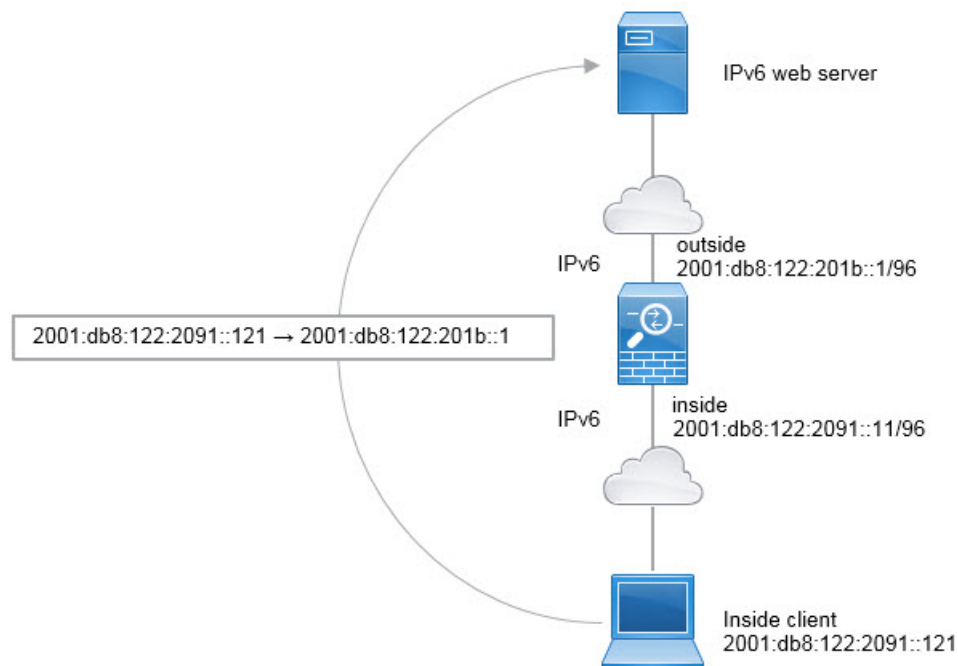 IPv6 web server
outside
IPv6
2001:db8:122:201b::1/96
2001:db8:122:2091::121 → 2001:db8:122:201b::1
inside
IPv6
2001:db8:122:2091::11/96
Inside client
2001:db8:122:2091::121